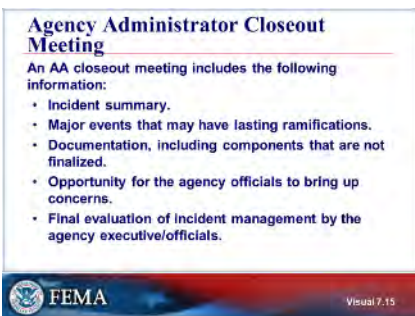 Agency Administrator Closeout
Meeting
An AA closeout meeting includes the following
information:
• Incident summary.
• Major events that may have lasting ramifications.
• Documentation, including components that are not
finalized.
• Opportunity for the agency officials to bring up
concerns.
• Final evaluation of incident management by the
agency executive/officials.
FEMA
Visual 7.15